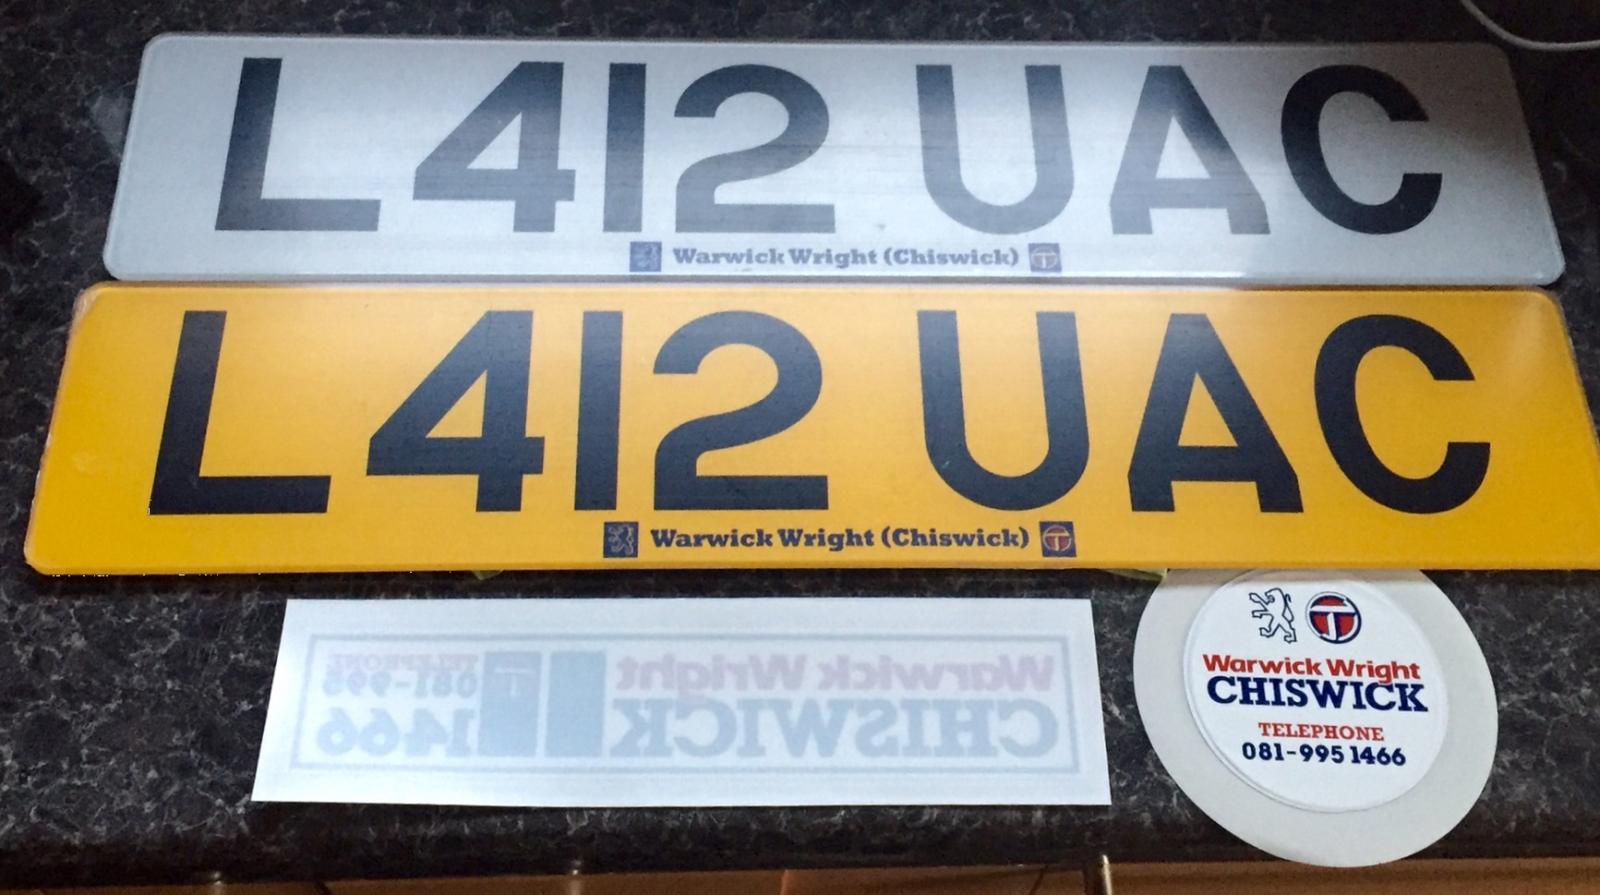 L412 UAC
Warwick Wright (Chiswick)
L412 UAC
Warwick Wright (Chiswick)
Warwick Wright
CHISWICK
TELEPHONE
081-995
1466
Warwick Wright
CHISWICK
TELEPHONE
081-995 1466